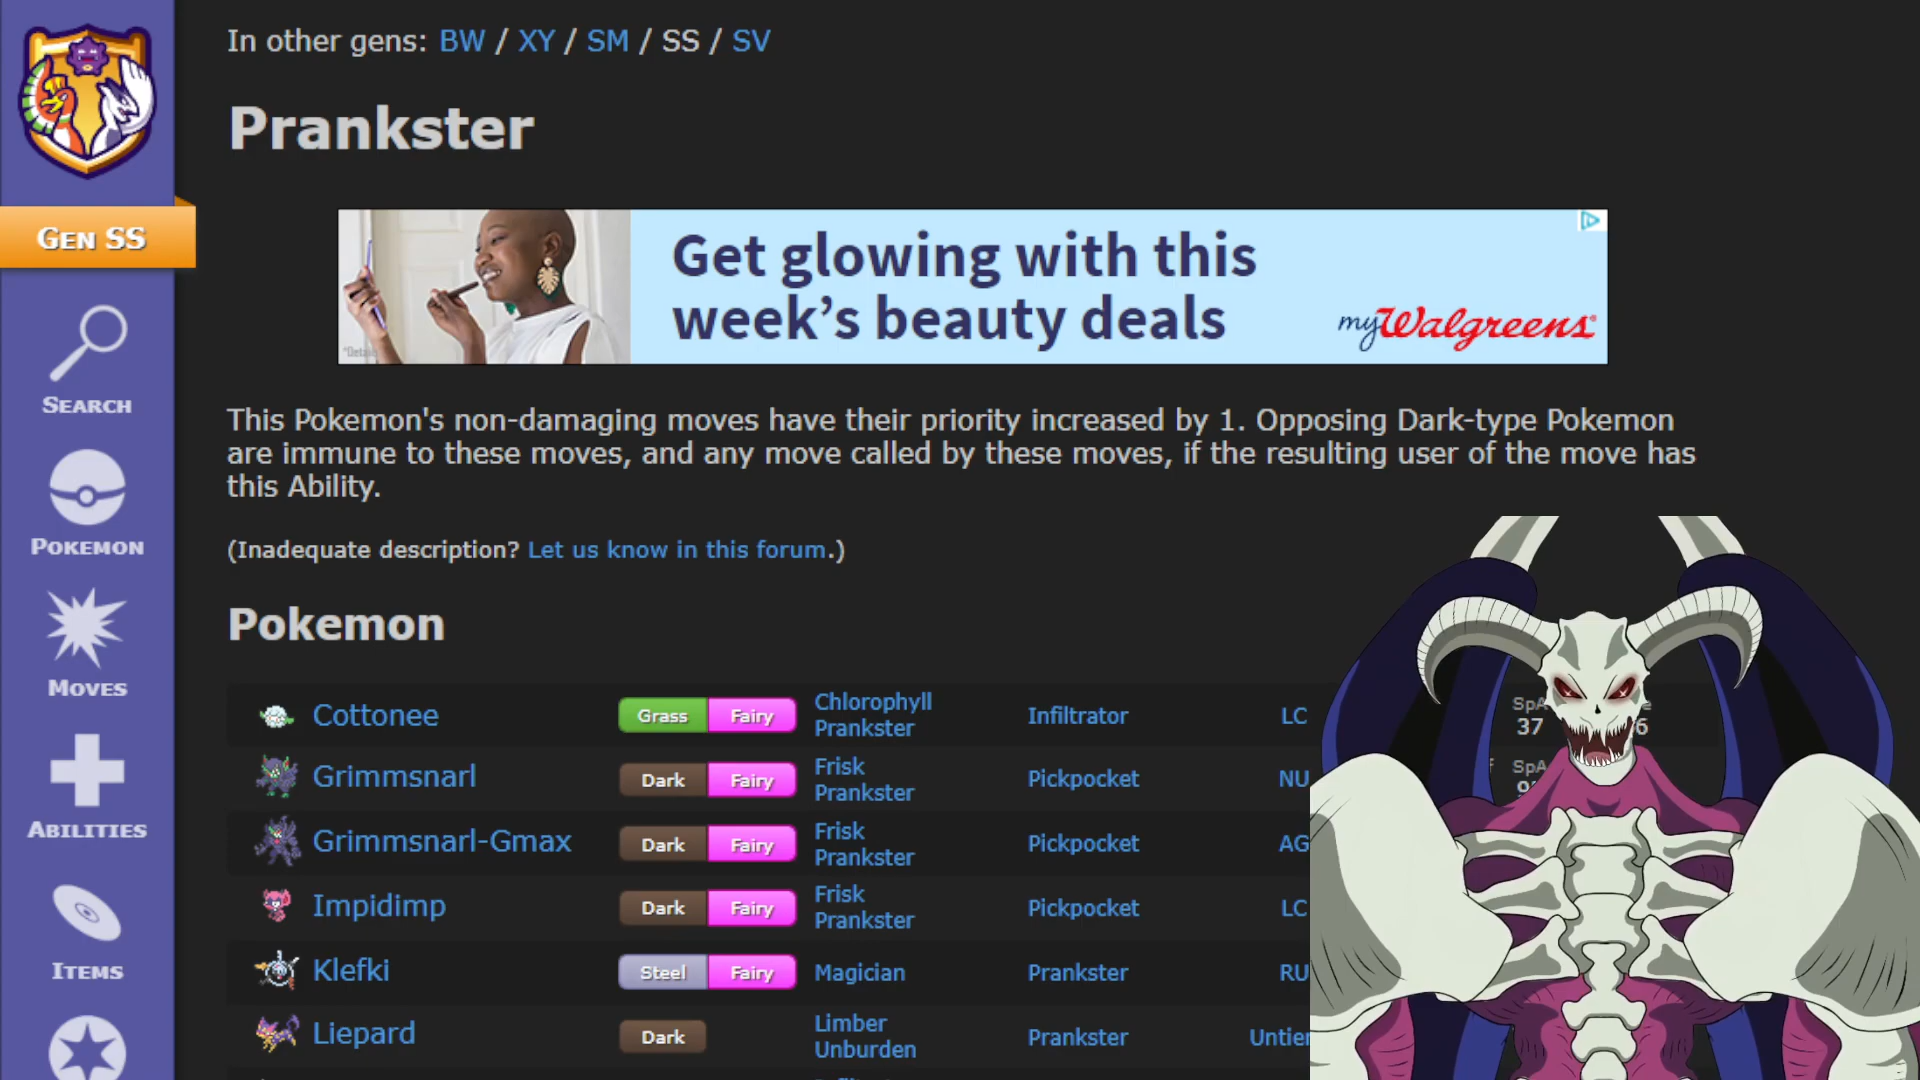 In other gens: BW / XY / SM / SS / SV
Prankster
GEN SS
Get glowing with this
week's beauty deals
myWalgreens
This Pokemon's non-damaging moves have their priority increased by 1. Opposing Dark-type Pokemon
are immune to these moves, and any move called by these moves, if the resulting user of the move has
this Ability.
(Inadequate description? Let us know in this forum.)
SEARCH
POKEMON
MOVES
ABILITIES
ITEMS
Pokemon
Cottonee Grass Fairy Chlorophyll Prankster Infiltrator LC
SpA
37
Grimmsnarl Dark Fairy Frisk Prankster Pickpocket NU
SpA
Grimmsnarl-Gmax Dark Fairy Frisk Prankster Pickpocket AG
Impidimp Dark Fairy Frisk Prankster Pickpocket LC
Klefki Steel Fairy Magician Prankster RU
Liepard Dark Limber Unburden Prankster Untier